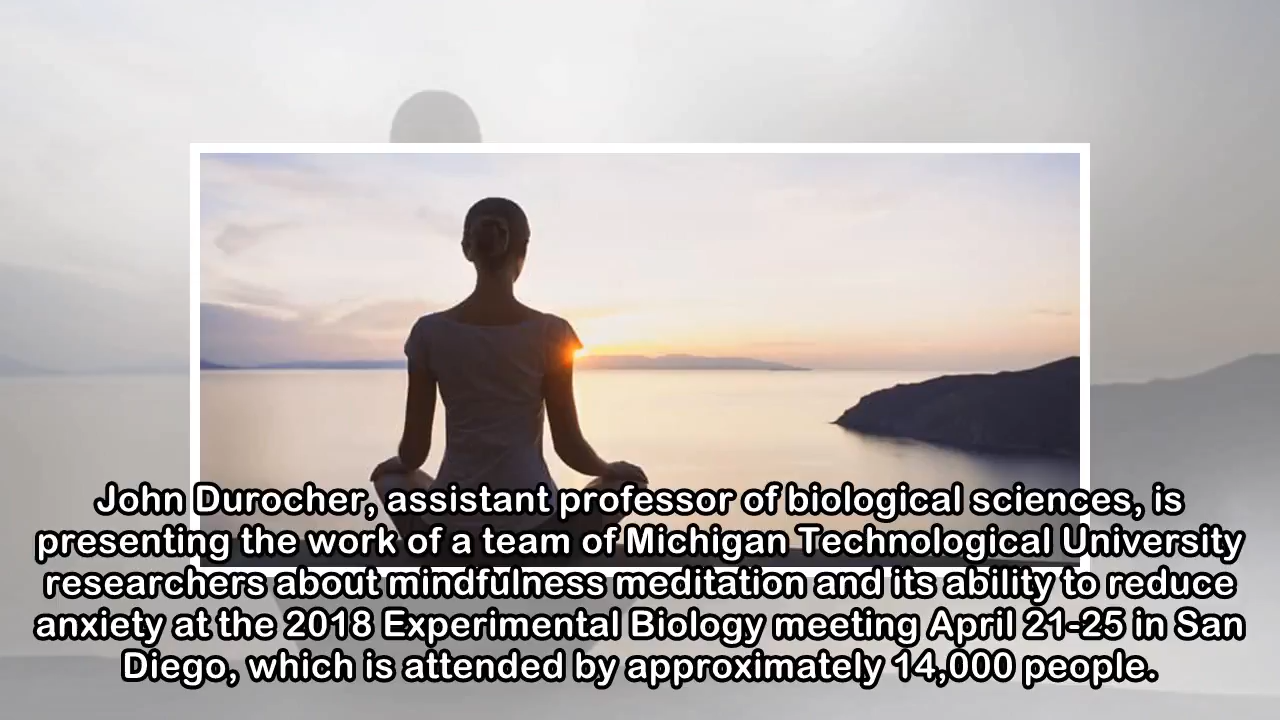 John Durocher, assistant professor of biological sciences, is
presenting the work of a team of Michigan Technological University
researchers about mindfulness meditation and its ability to reduce
anxiety at the 2018 Experimental Biology meeting April 21-25 in San
Diego, which is attended by approximately 14,000 people.